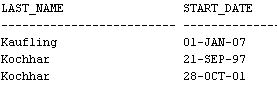 LAST_NAME START_DATE
------------------------- --------------
Kaufling 01-JAN-07
Kochhar 21-SEP-97
Kochhar 28-OCT-01